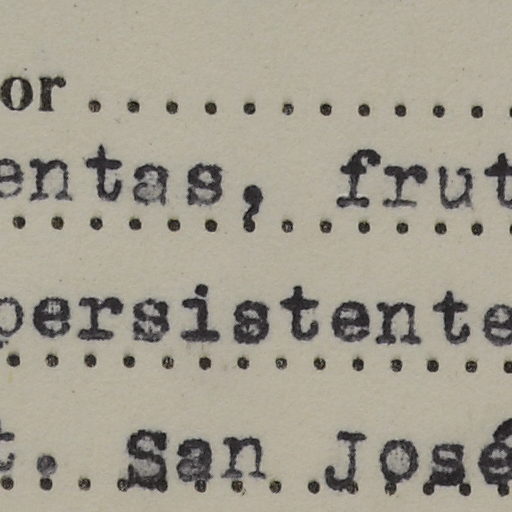 or ..............
entas, frut
persistente
t. San José